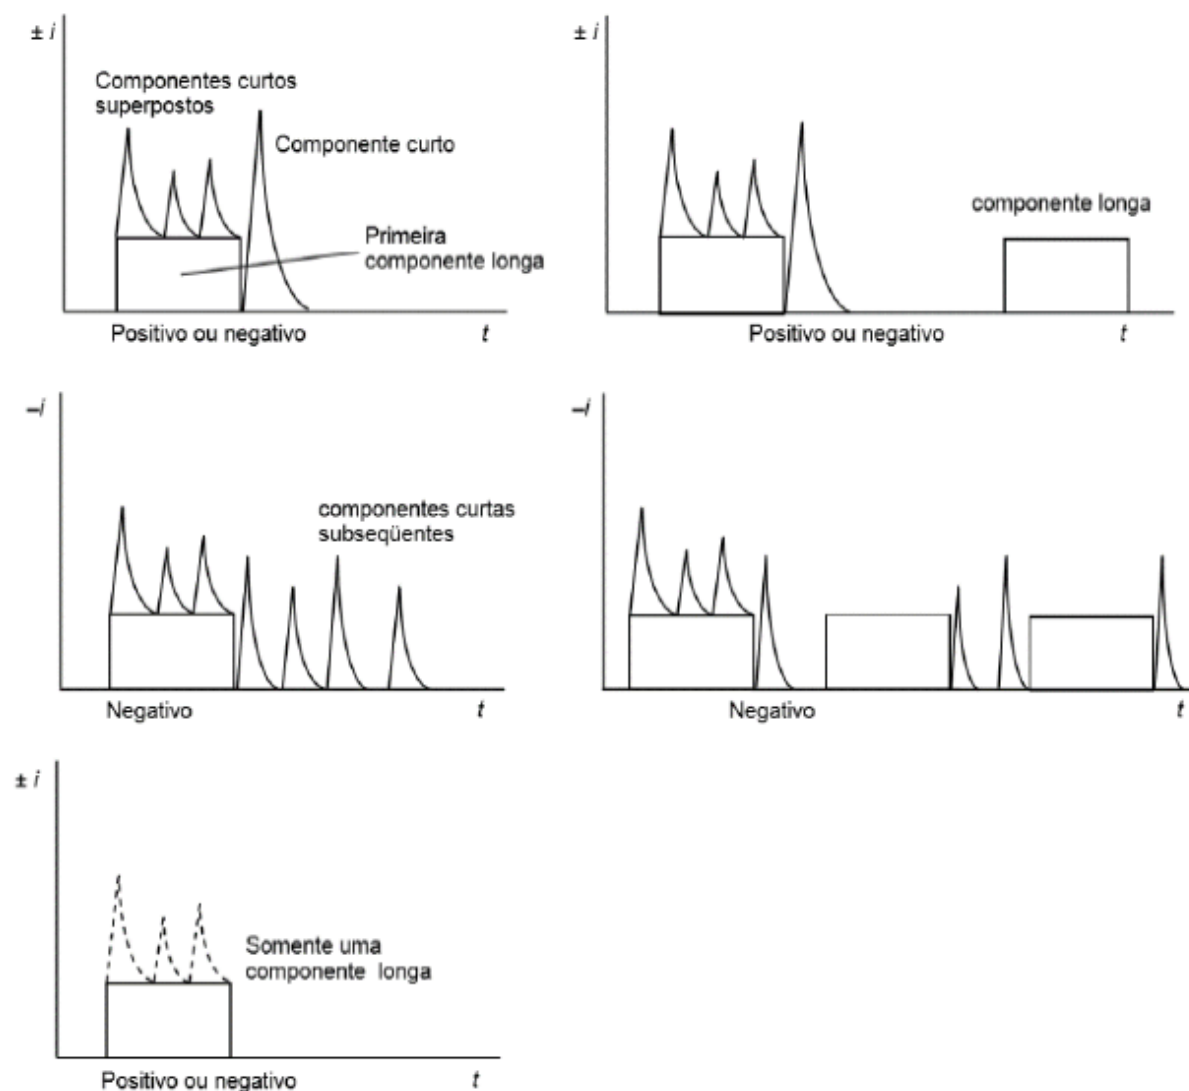 ± i
Componentes curtos
superpostos
Componente curto
Primeira
componente longa
Positivo ou negativo
t
± i
componente longa
Positivo ou negativo
t
–i
componentes curtas
subseqüentes
Negativo
t
–i
Negativo
t
± i
Somente uma
componente longa
Positivo ou negativo
t